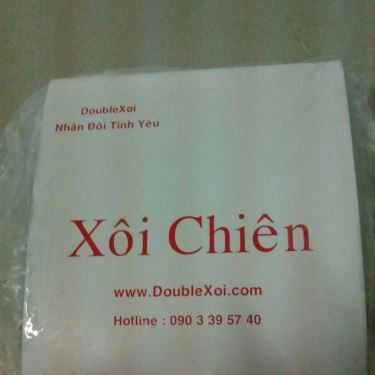 DoubleXoi
Nhân Đôi Tình Yêu
Xôi Chiên
www.DoubleXoi.com
Hotline : 090 3 39 57 40